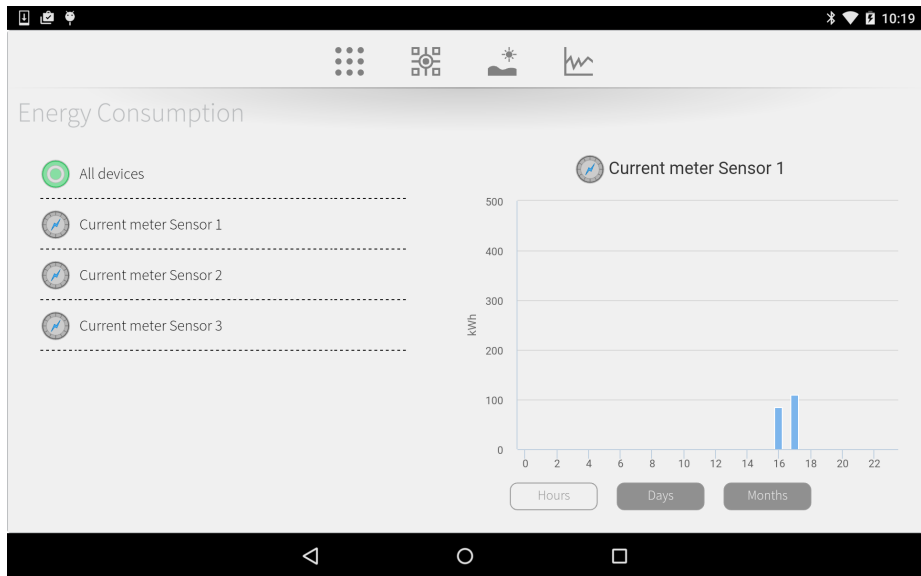 10:19
Energy Consumption
All devices
Current meter Sensor 1
Current meter Sensor 2
Current meter Sensor 3
Current meter Sensor 1
500
400
300
200
100
0
kWh
0 2 4 6 8 10 12 14 16 18 20 22
Hours Days Months